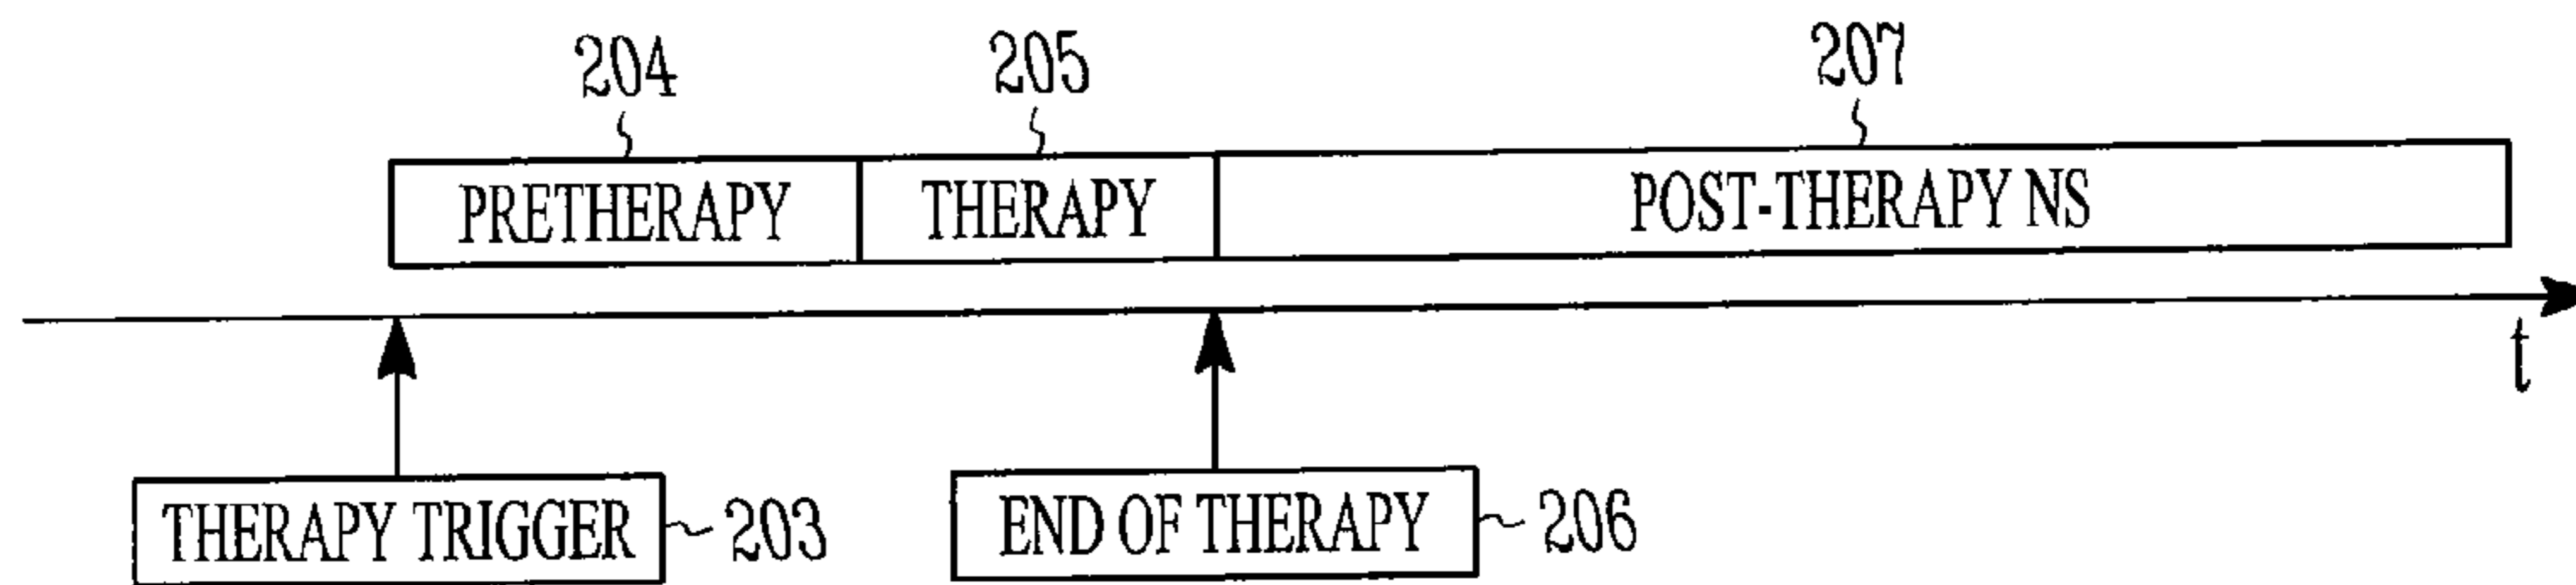 204 205 207
PRETHERAPY THERAPY POST-THERAPY NS
t
THERAPY TRIGGER 203 END OF THERAPY 206